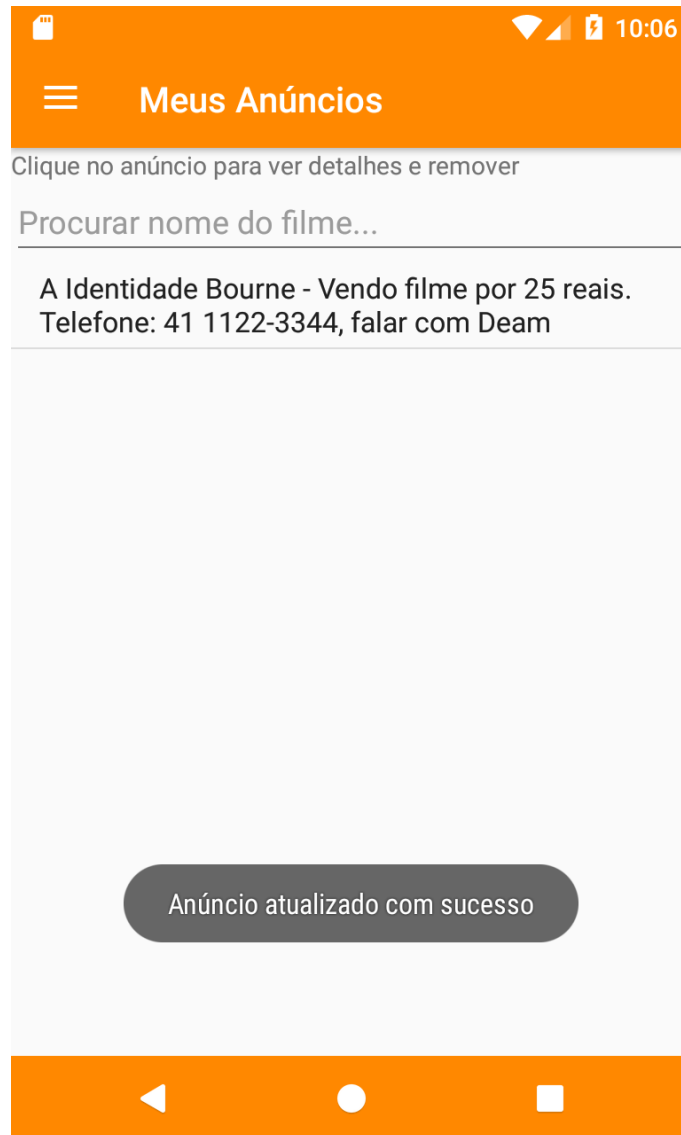 10:06
Meus Anúncios
Clique no anúncio para ver detalhes e remover
Procurar nome do filme...
A Identidade Bourne - Vendo filme por 25 reais.
Telefone: 41 1122-3344, falar com Deam
Anúncio atualizado com sucesso